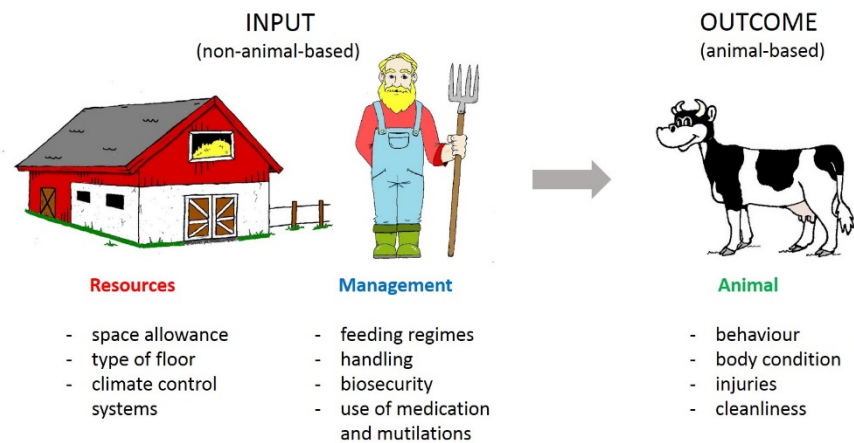 INPUT
(non-animal-based)
OUTCOME
(animal-based)
Resources
- space allowance
- type of floor
- climate control
systems
Management
- feeding regimes
- handling
- biosecurity
- use of medication
and mutilations
Animal
- behaviour
- body condition
- injuries
- cleanliness